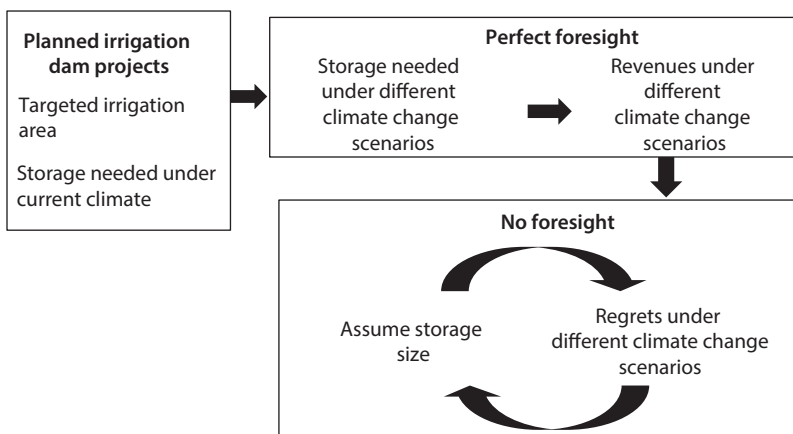 Planned irrigation
dam projects
Targeted irrigation
area
Storage needed under
current climate
Perfect foresight
Storage needed
under different
climate change
scenarios
Revenues under
different
climate change
scenarios
No foresight
Assume storage
size
Regrets under
different climate change
scenarios